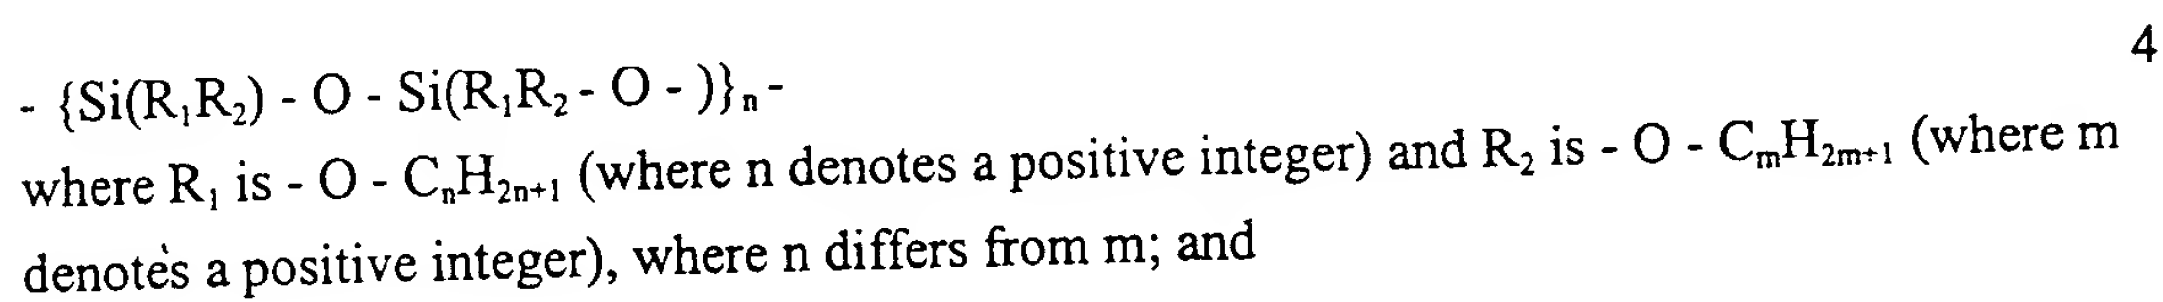 4
- {Si(R₁R₂) - O - Si(R₁R₂ - O - )}ₙ -
where R₁ is - O - CₙH₂ₙ₊₁ (where n denotes a positive integer) and R₂ is - O - CₘH₂ₘ₊₁ (where m
denotes a positive integer), where n differs from m; and